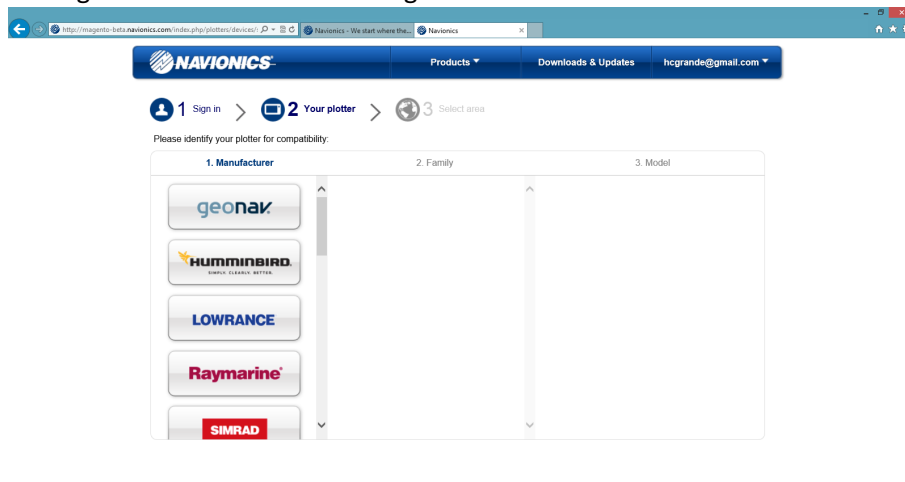 http://magento-beta.navionics.com/index.php/plotters/devices/
Navionics - We start where the...
Navionics
NAVIONICS
Products
Downloads & Updates
hcgrande@gmail.com
1 Sign in
2 Your plotter
3 Select area
Please identify your plotter for compatibility:
1. Manufacturer
2. Family
3. Model
geonav
HUMMINBIRD.
SIMPLY. CLEARLY. BETTER.
LOWRANCE
Raymarine®
SIMRAD